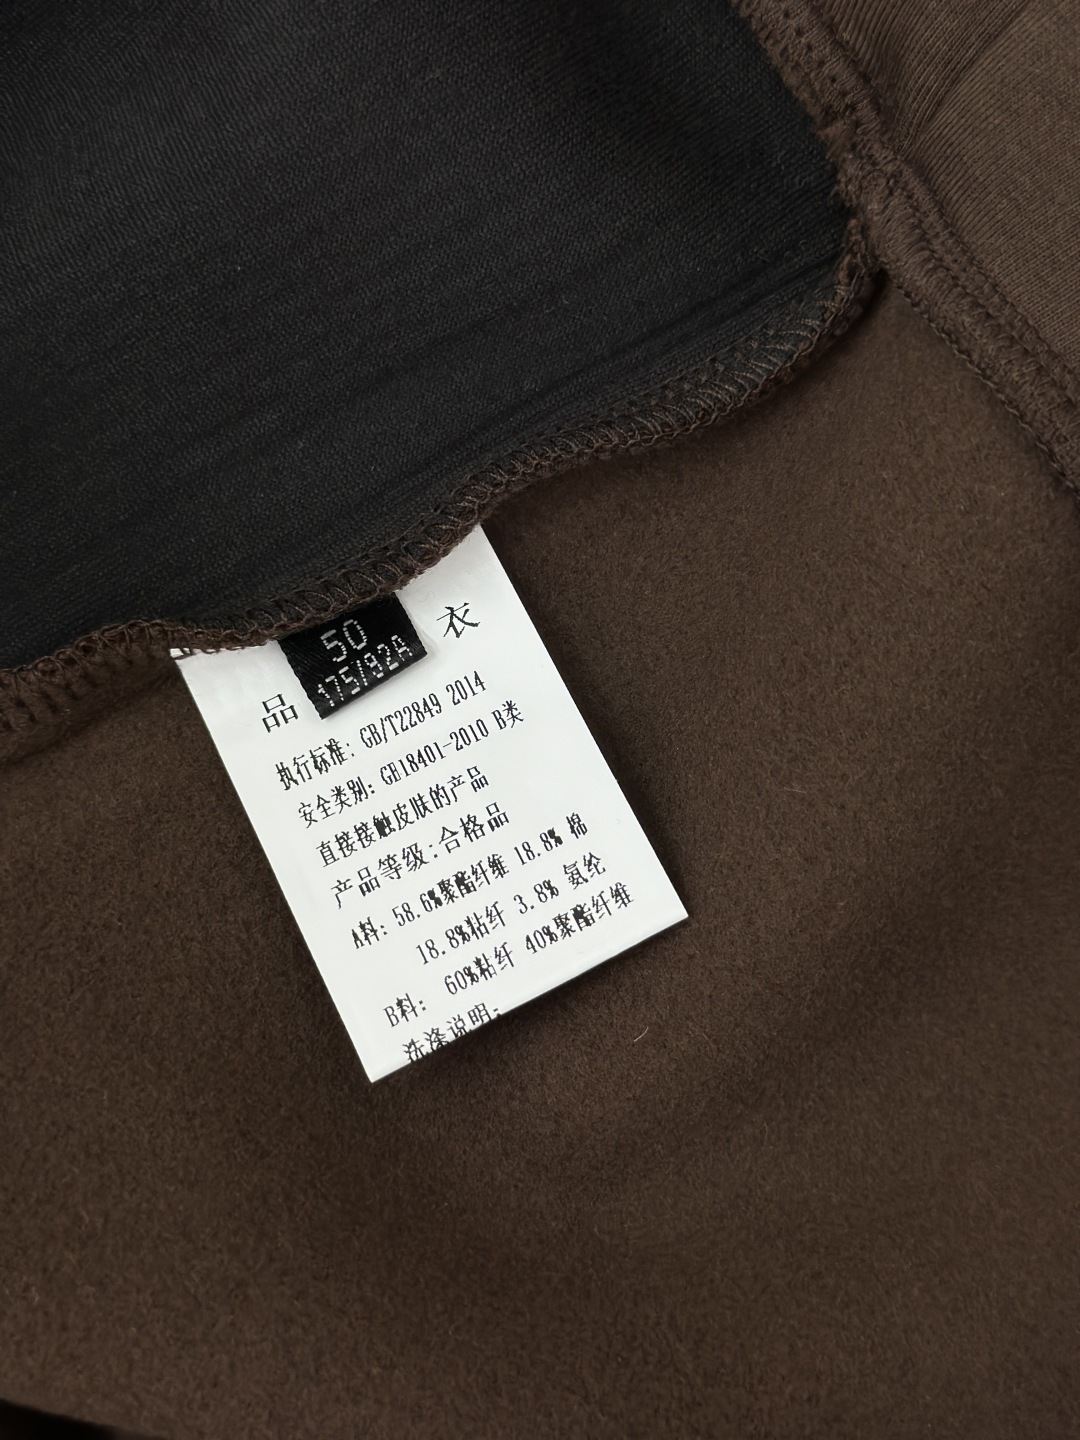 50
175/92A
品 衣
执行标准: GB/T22849 2014
安全类别: GB18401-2010 B类
直接接触皮肤的产品
产品等级:合格品
A料: 58.6%聚酯纤维 18.8% 棉
18.8%粘纤 3.8% 氨纶
B料: 60%粘纤 40%聚酯纤维
洗涤说明: